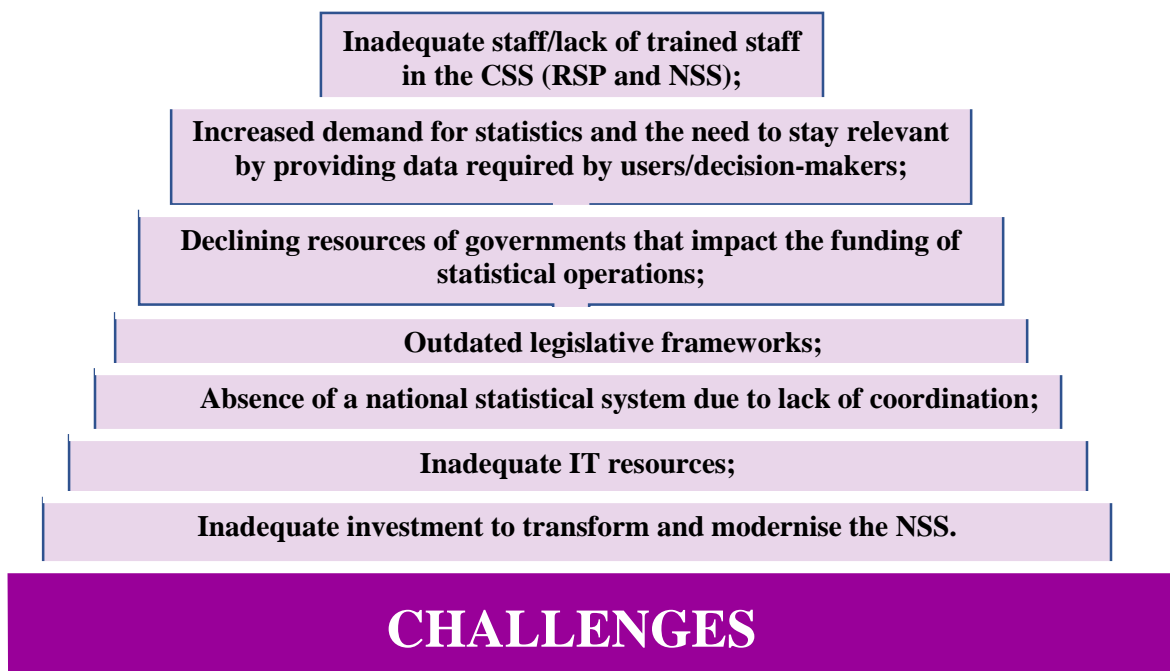 Inadequate staff/lack of trained staff
in the CSS (RSP and NSS);
Increased demand for statistics and the need to stay relevant
by providing data required by users/decision-makers;
Declining resources of governments that impact the funding of
statistical operations;
Outdated legislative frameworks;
Absence of a national statistical system due to lack of coordination;
Inadequate IT resources;
Inadequate investment to transform and modernise the NSS.
CHALLENGES